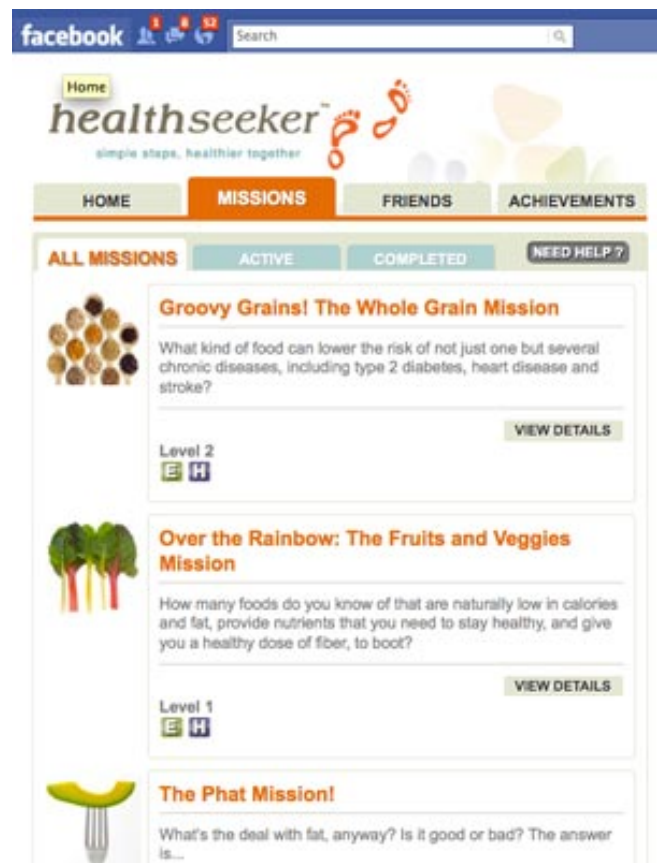 facebook 1 8 52 Search
Home
healthseeker™
simple steps, healthier together
HOME MISSIONS FRIENDS ACHIEVEMENTS
ALL MISSIONS ACTIVE COMPLETED NEED HELP ?
Groovy Grains! The Whole Grain Mission
What kind of food can lower the risk of not just one but several
chronic diseases, including type 2 diabetes, heart disease and
stroke?
VIEW DETAILS
Level 2
E H
Over the Rainbow: The Fruits and Veggies
Mission
How many foods do you know of that are naturally low in calories
and fat, provide nutrients that you need to stay healthy, and give
you a healthy dose of fiber, to boot?
VIEW DETAILS
Level 1
E H
The Phat Mission!
What's the deal with fat, anyway? Is it good or bad? The answer
is...